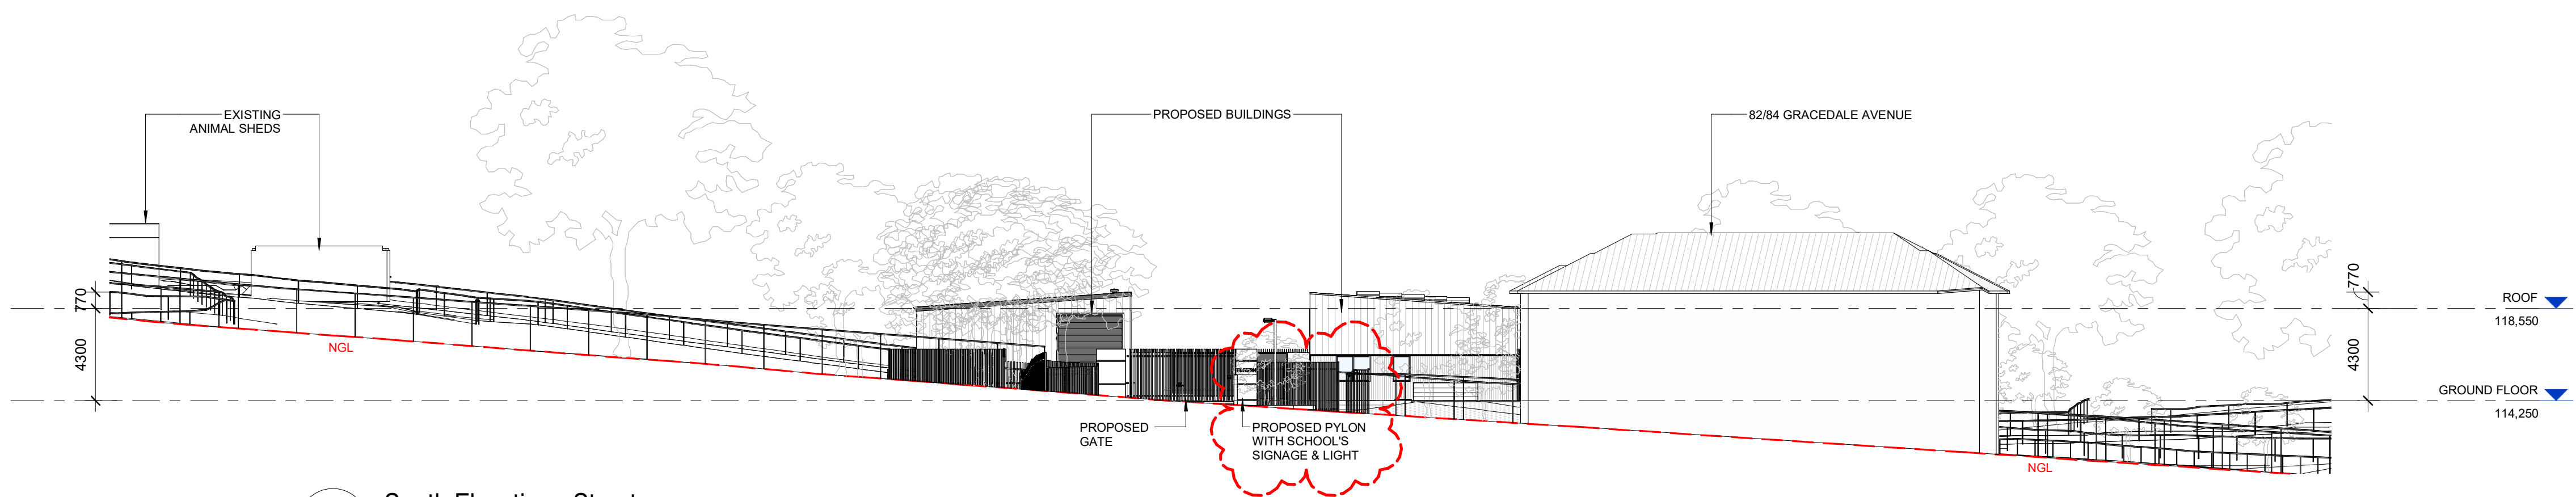 EXISTING
ANIMAL SHEDS
PROPOSED BUILDINGS
82/84 GRACEDALE AVENUE
770
4300
NGL
PROPOSED
GATE
PROPOSED PYLON
WITH SCHOOL'S
SIGNAGE & LIGHT
770
4300
ROOF
118,550
GROUND FLOOR
114,250
NGL